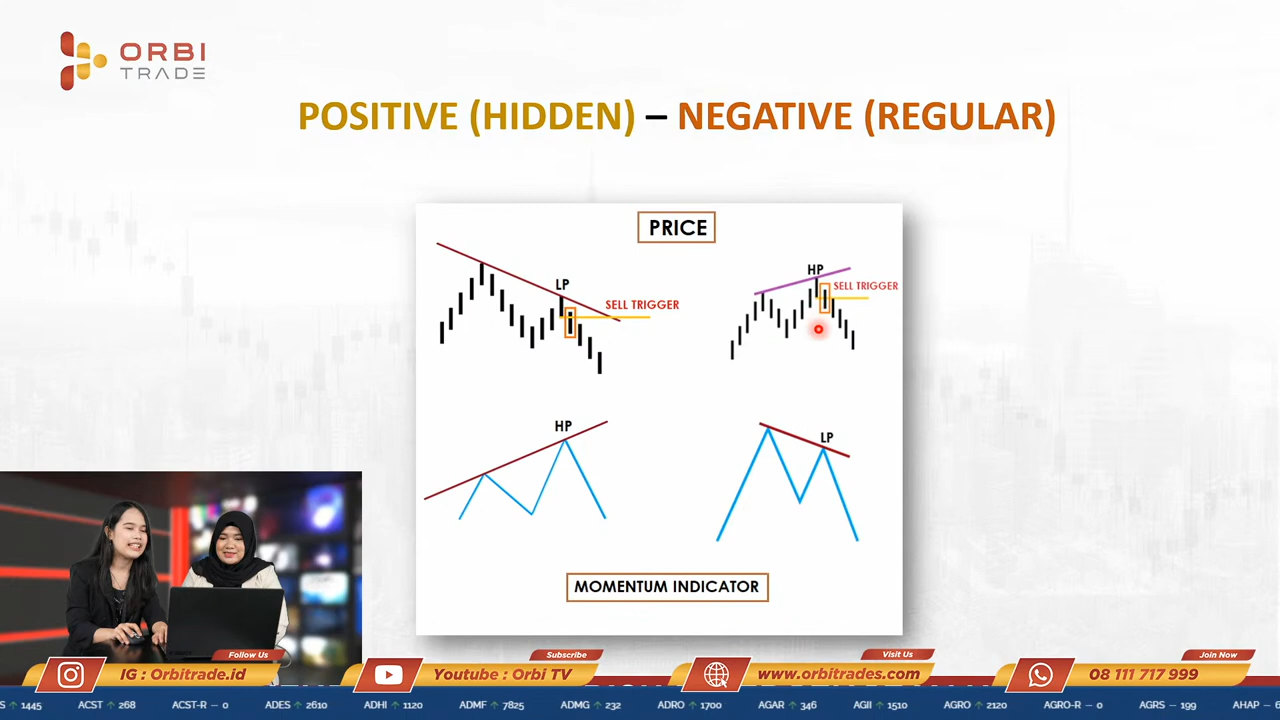 ORBI
TRADE
POSITIVE (HIDDEN) – NEGATIVE (REGULAR)
PRICE
LP
SELL TRIGGER
HP
SELL TRIGGER
HP
LP
MOMENTUM INDICATOR
Follow Us
IG : Orbitrade.id
Subscribe
Youtube : Orbi TV
Visit Us
www.orbitrades.com
Join Now
08 111 717 999
S ↑ 1445 ACST ↑ 268 ACST-R — 0 ADES ↑ 2610 ADHI ↑ 1120 ADMF ↑ 7825 ADMG ↑ 232 ADRO ↑ 1700 AGAR ↑ 346 AGII ↑ 1510 AGRO ↑ 2120 AGRO-R — 0 AGRS — 199 AHAP — 6